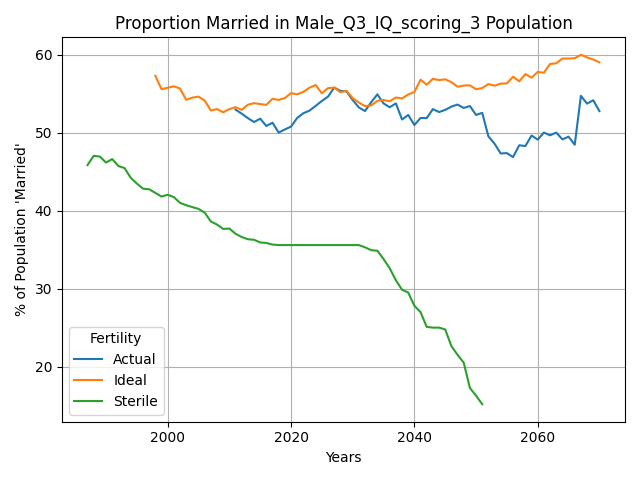 Proportion Married in Male_Q3_IQ_scoring_3 Population
% of Population 'Married'
60
50
40
30
20
Fertility
Actual
Ideal
Sterile
2000 2020 2040 2060
Years